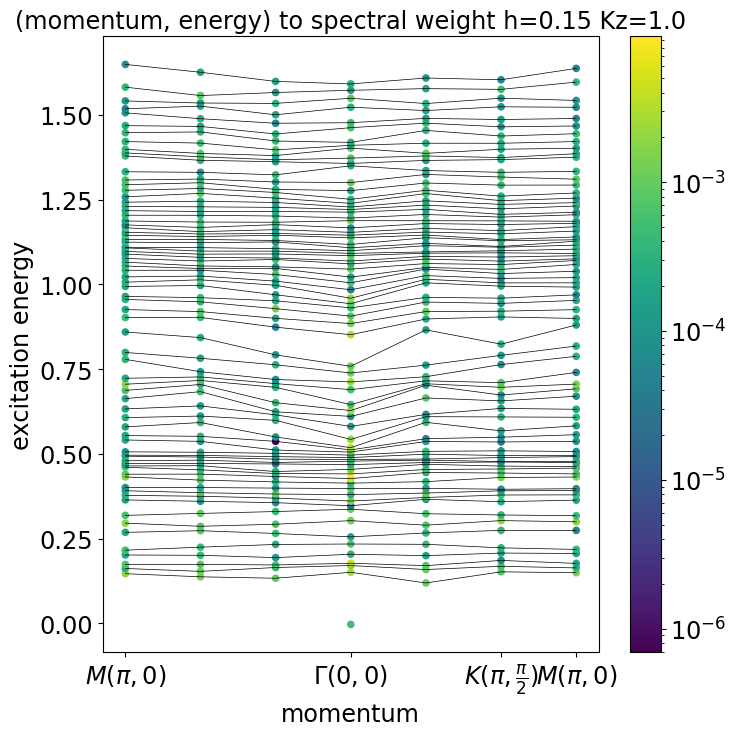 (momentum, energy) to spectral weight h=0.15 Kz=1.0
excitation energy
1.50
1.25
1.00
0.75
0.50
0.25
0.00
M(π, 0)
Γ(0, 0)
K(π, π/2)
M(π, 0)
momentum
10⁻³
10⁻⁴
10⁻⁵
10⁻⁶